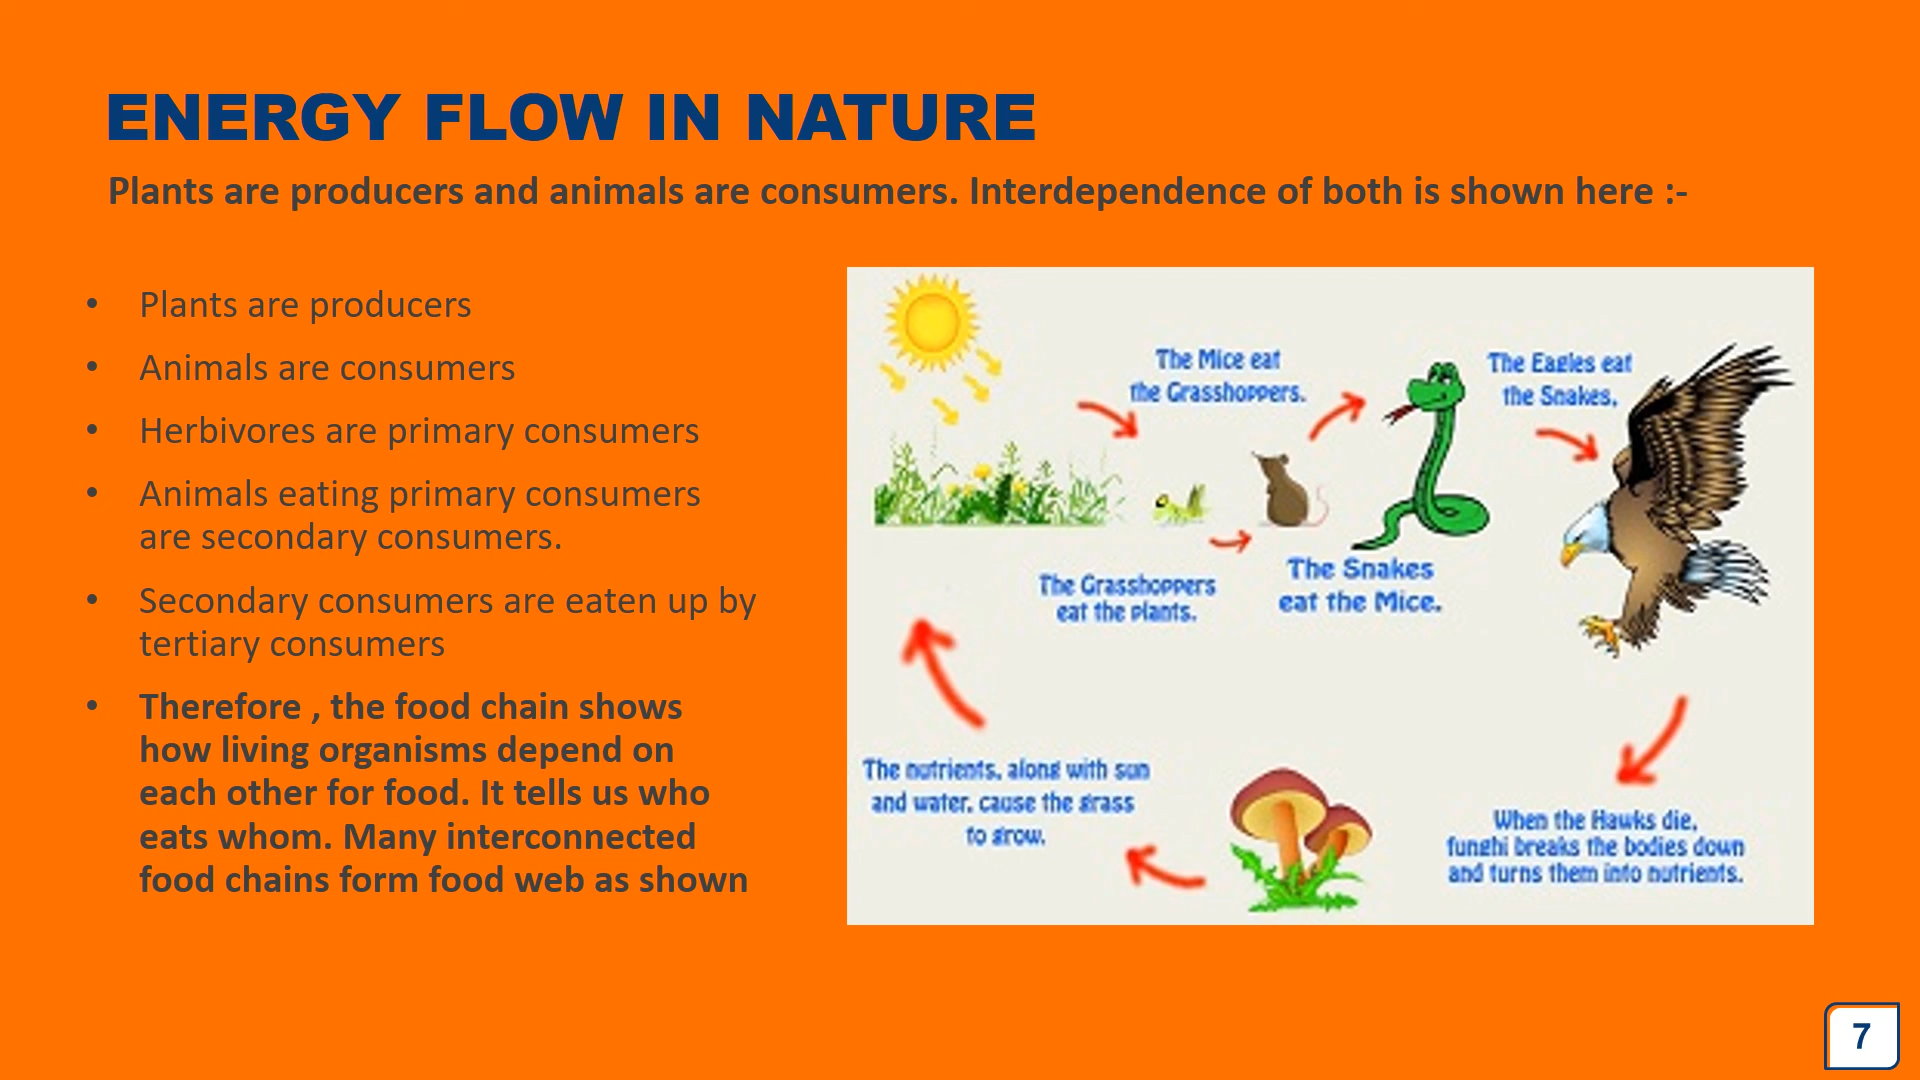 ENERGY FLOW IN NATURE
Plants are producers and animals are consumers. Interdependence of both is shown here :-
• Plants are producers
• Animals are consumers
• Herbivores are primary consumers
• Animals eating primary consumers
are secondary consumers.
• Secondary consumers are eaten up by
tertiary consumers
• Therefore , the food chain shows
how living organisms depend on
each other for food. It tells us who
eats whom. Many interconnected
food chains form food web as shown
The Mice eat
the Grasshoppers.
The Eagles eat
the Snakes.
The Grasshoppers
eat the plants.
The Snakes
eat the Mice.
The nutrients, along with sun
and water, cause the grass
to grow.
When the Hawks die,
funghi breaks the bodies down
and turns them into nutrients.
7